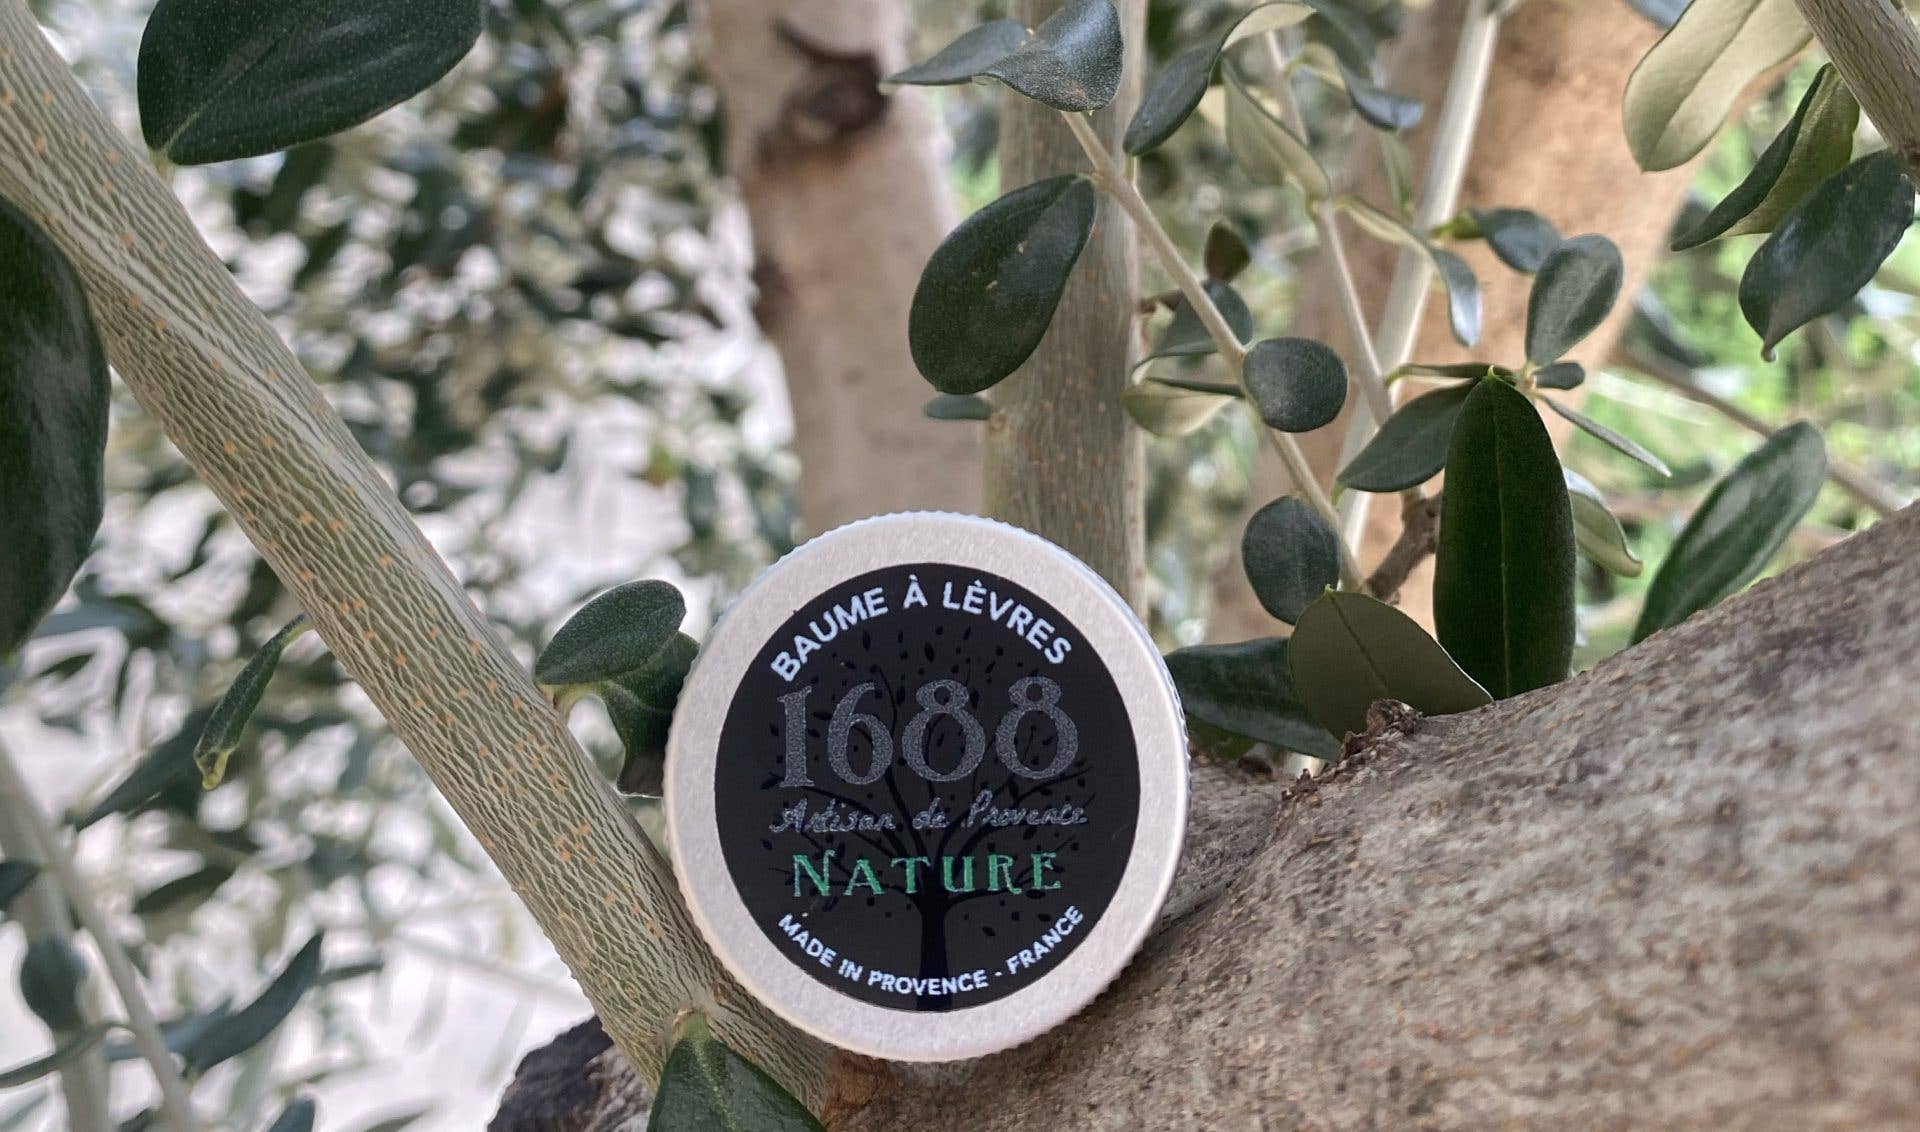 BAUME À LÈVRES
1688
Artisan de Provence
NATURE
MADE IN PROVENCE - FRANCE